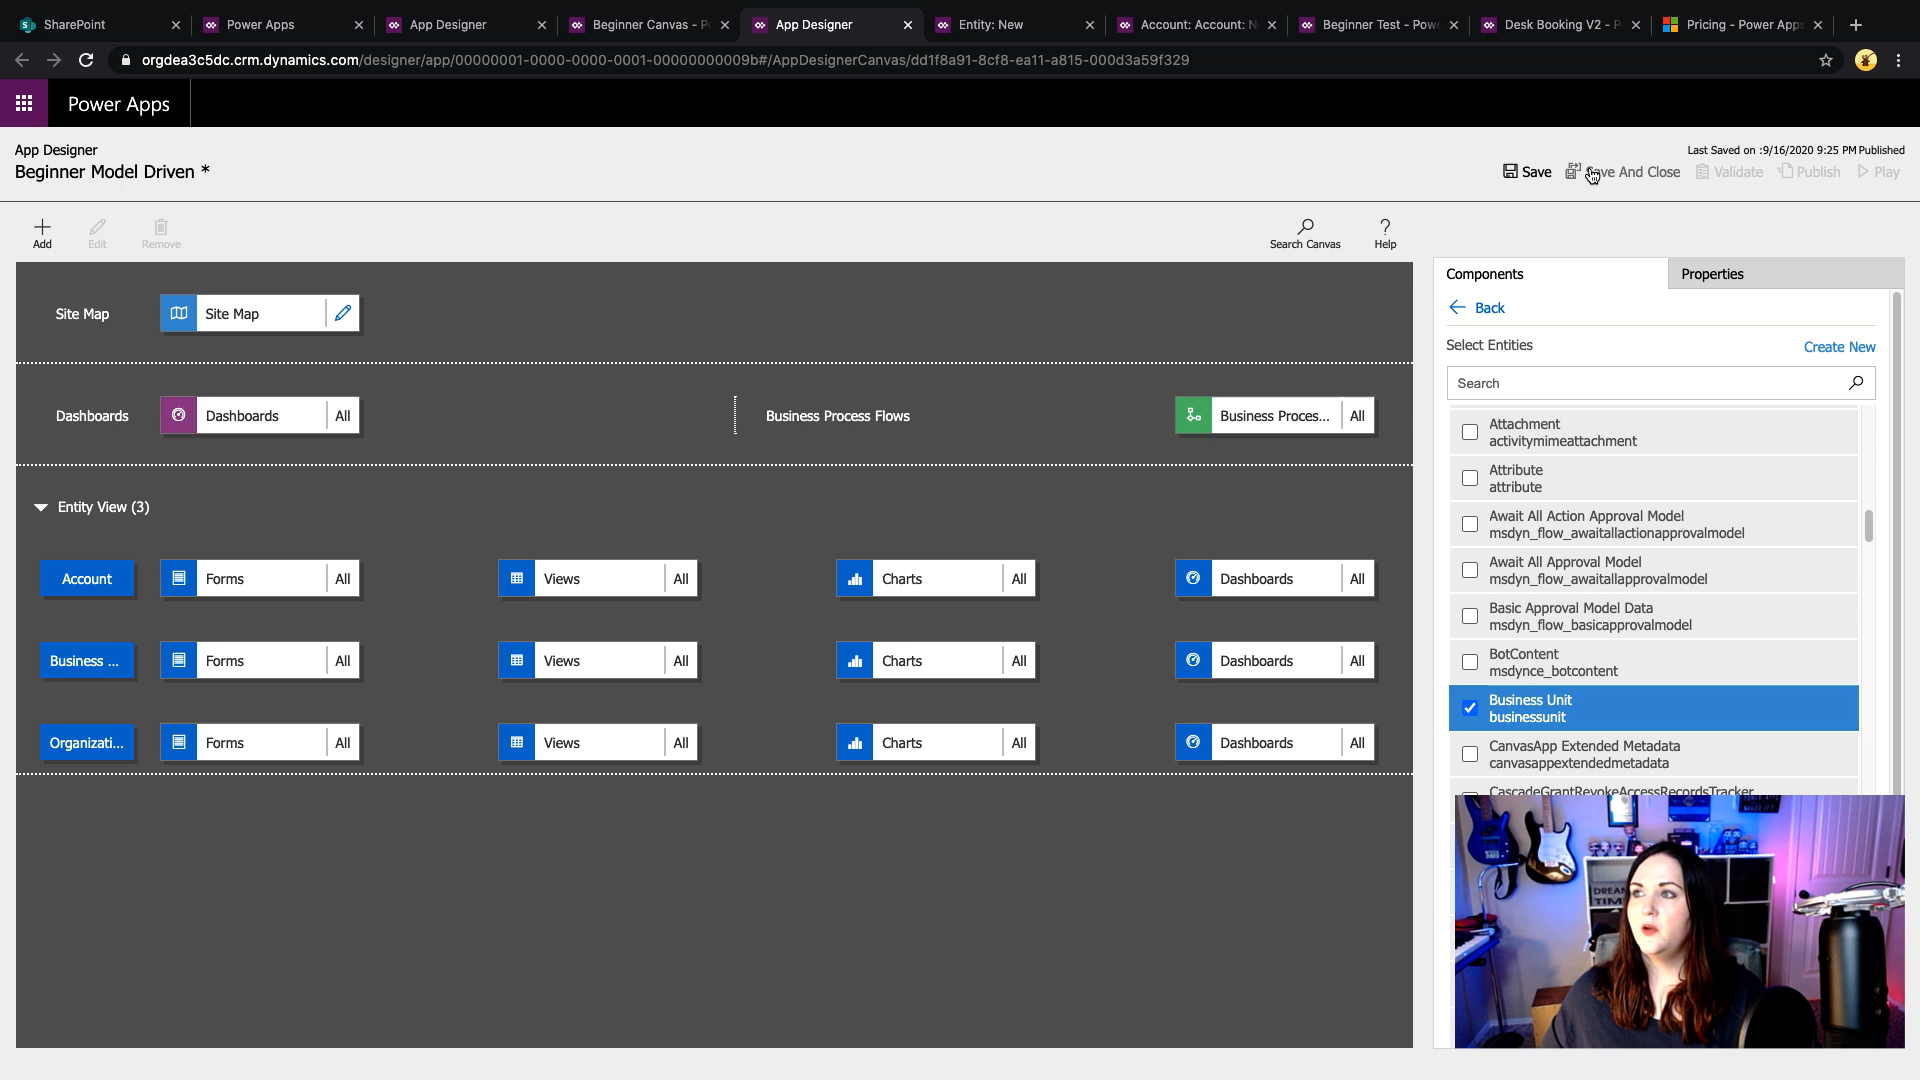 SharePoint
Power Apps
App Designer
Beginner Canvas - P
App Designer
Entity: New
Account: Account: N
Beginner Test - Powe
Desk Booking V2 - P
Pricing - Power Apps
orgdea3c5dc.crm.dynamics.com/designer/app/00000001-0000-0000-0001-00000000009b#/AppDesignerCanvas/dd1f8a91-8cf8-ea11-a815-000d3a59f329
Power Apps
App Designer
Beginner Model Driven *
Last Saved on :9/16/2020 9:25 PM Published
Save
ve And Close
Validate
Publish
Play
Add
Edit
Remove
Search Canvas
Help
Site Map
Site Map
Dashboards
Dashboards
All
Business Process Flows
Business Proces...
All
Entity View (3)
Account
Forms
All
Views
All
Charts
All
Dashboards
All
Business ...
Forms
All
Views
All
Charts
All
Dashboards
All
Organizati...
Forms
All
Views
All
Charts
All
Dashboards
All
Components
Properties
Back
Select Entities
Create New
Search
Attachment
activitymimeattachment
Attribute
attribute
Await All Action Approval Model
msdyn_flow_awaitallactionapprovalmodel
Await All Approval Model
msdyn_flow_awaitallapprovalmodel
Basic Approval Model Data
msdyn_flow_basicapprovalmodel
BotContent
msdynce_botcontent
Business Unit
businessunit
CanvasApp Extended Metadata
canvasappextendedmetadata
CascadeGrantRevokeAccessRecordsTracker
DREAM
TIM